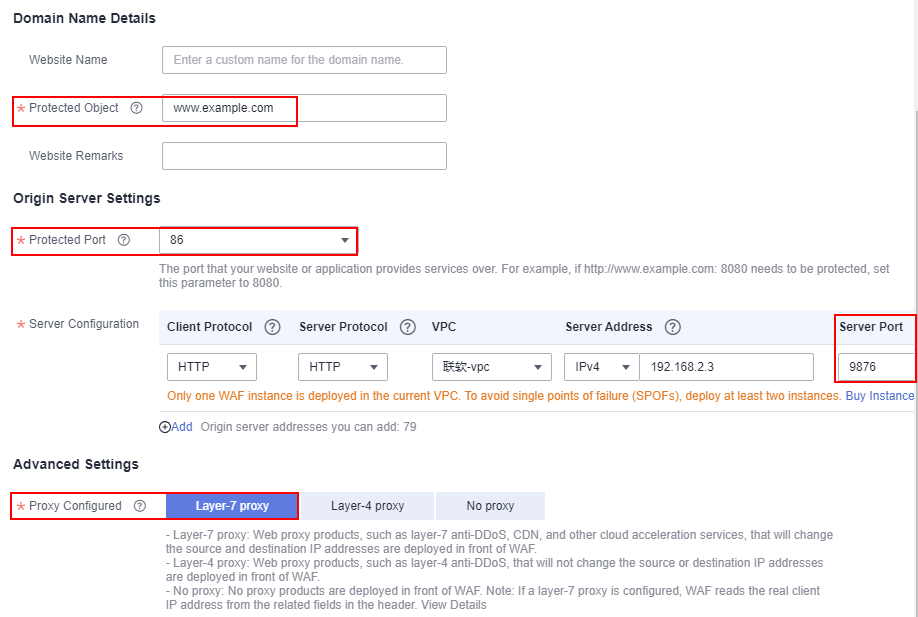 Domain Name Details
Website Name Enter a custom name for the domain name.
* Protected Object ? www.example.com
Website Remarks
Origin Server Settings
* Protected Port ? 86
The port that your website or application provides services over. For example, if http://www.example.com: 8080 needs to be protected, set
this parameter to 8080.
* Server Configuration Client Protocol ? Server Protocol ? VPC Server Address ? Server Port
HTTP HTTP 联软-vpc IPv4 192.168.2.3 9876
Only one WAF instance is deployed in the current VPC. To avoid single points of failure (SPOFs), deploy at least two instances. Buy Instance
Add Origin server addresses you can add: 79
Advanced Settings
* Proxy Configured ? Layer-7 proxy Layer-4 proxy No proxy
- Layer-7 proxy: Web proxy products, such as layer-7 anti-DDoS, CDN, and other cloud acceleration services, that will change
the source and destination IP addresses are deployed in front of WAF.
- Layer-4 proxy: Web proxy products, such as layer-4 anti-DDoS, that will not change the source or destination IP addresses
are deployed in front of WAF.
- No proxy: No proxy products are deployed in front of WAF. Note: If a layer-7 proxy is configured, WAF reads the real client
IP address from the related fields in the header. View Details